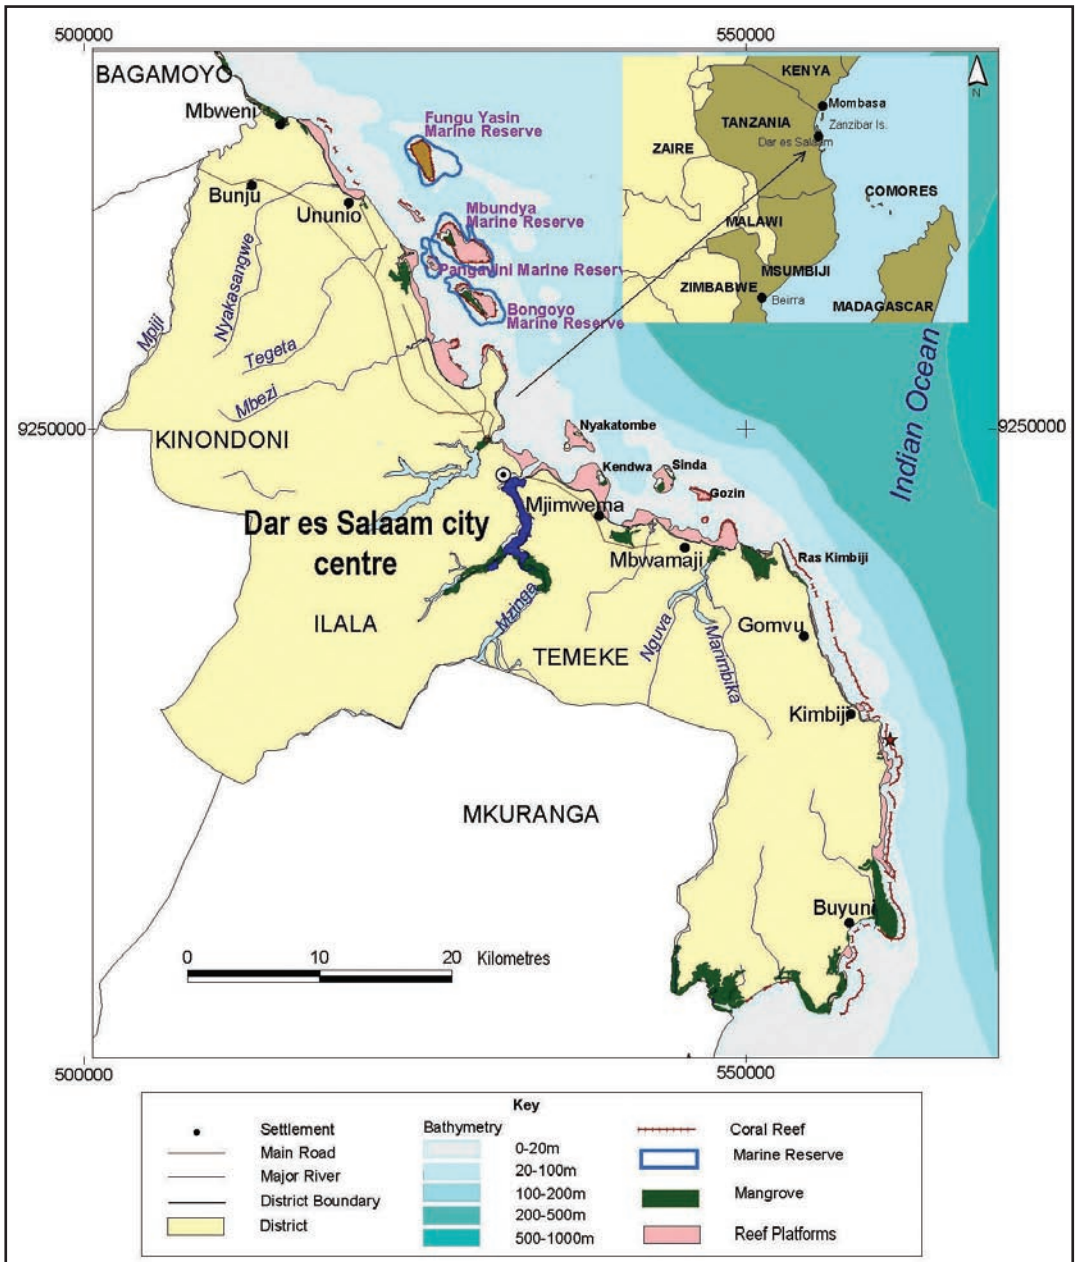 500000
550000
BAGAMOYO
Mbweni
Fungu Yasin
Marine Reserve
KENYA
N
Mombasa
TANZANIA
Zanzibar Is.
Dar es Salaam
ZAIRE
Bunju
Ununio
Mbundya
Marine Reserve
COMORES
MALAWI
Nyakasangwe
Pangavini Marine Reserv
MSUMBIJI
ZIMBABWE
Beirra
MADAGASCAR
Bongoyo
Marine Reserve
Mbiji
Tegeta
Mbezi
Indian Ocean
9250000
9250000
KINONDONI
Nyakatombe
Kendwa
Sinda
Gozin
Mjimwema
Dar es Salaam city
centre
Mbwamaji
Ras Kimbiji
ILALA
Mzinga
Nguva
Marimbika
Gomvu
TEMEKE
Kimbiji
MKURANGA
Buyuni
0
10
20
Kilometres
500000
550000
Key
Settlement
Main Road
Major River
District Boundary
District
Bathymetry
0-20m
20-100m
100-200m
200-500m
500-1000m
Coral Reef
Marine Reserve
Mangrove
Reef Platforms